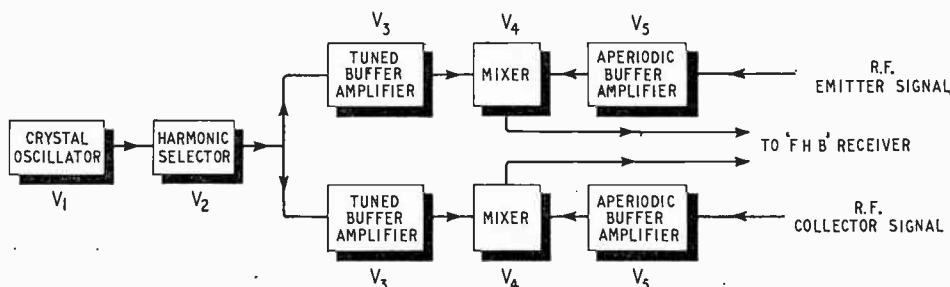 V3
V4
V5
TUNED
BUFFER
AMPLIFIER
MIXER
APERIODIC
BUFFER
AMPLIFIER
R.F.
EMITTER SIGNAL
CRYSTAL
OSCILLATOR
HARMONIC
SELECTOR
TO 'F H B' RECEIVER
V1
V2
TUNED
BUFFER
AMPLIFIER
MIXER
APERIODIC
BUFFER
AMPLIFIER
R.F.
COLLECTOR SIGNAL
V3
V4
V5